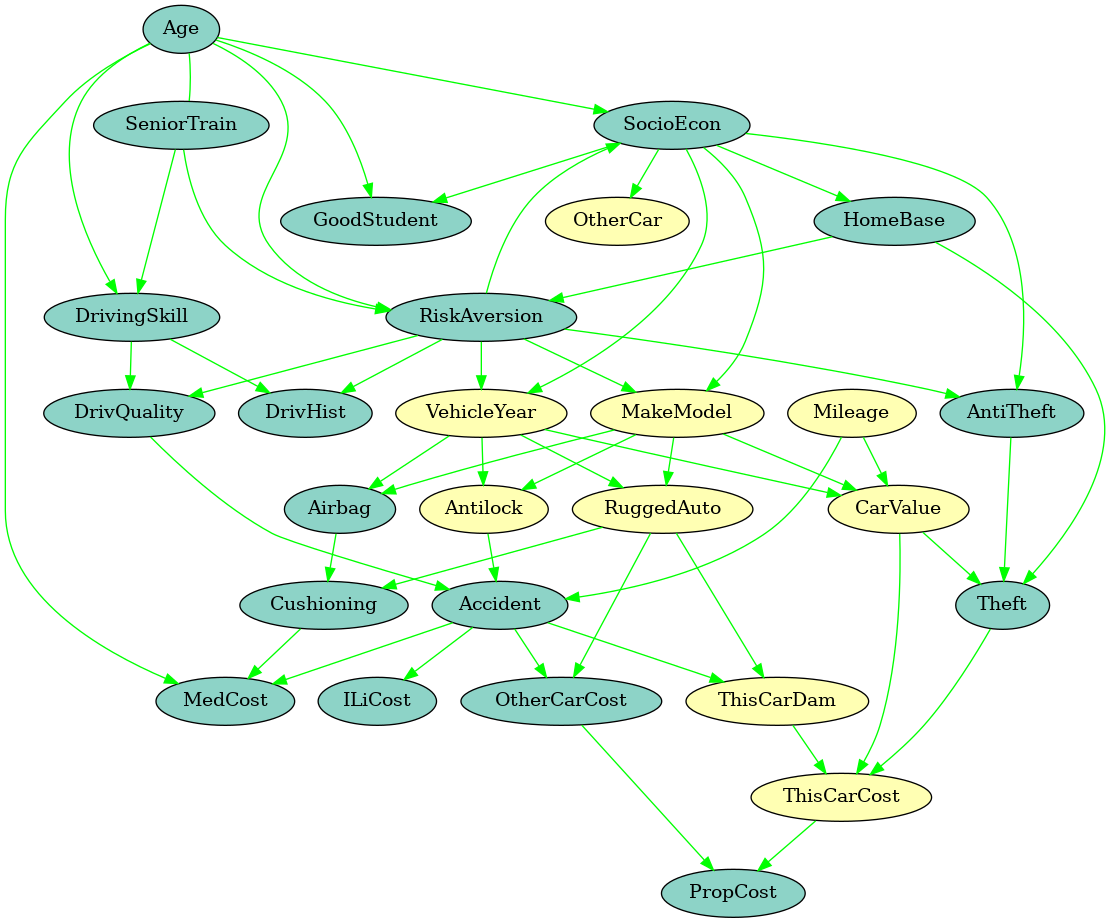 Age
SeniorTrain
SocioEcon
GoodStudent
OtherCar
HomeBase
DrivingSkill
RiskAversion
DrivQuality
DrivHist
VehicleYear
MakeModel
Mileage
AntiTheft
Airbag
Antilock
RuggedAuto
CarValue
Cushioning
Accident
Theft
MedCost
ILiCost
OtherCarCost
ThisCarDam
ThisCarCost
PropCost